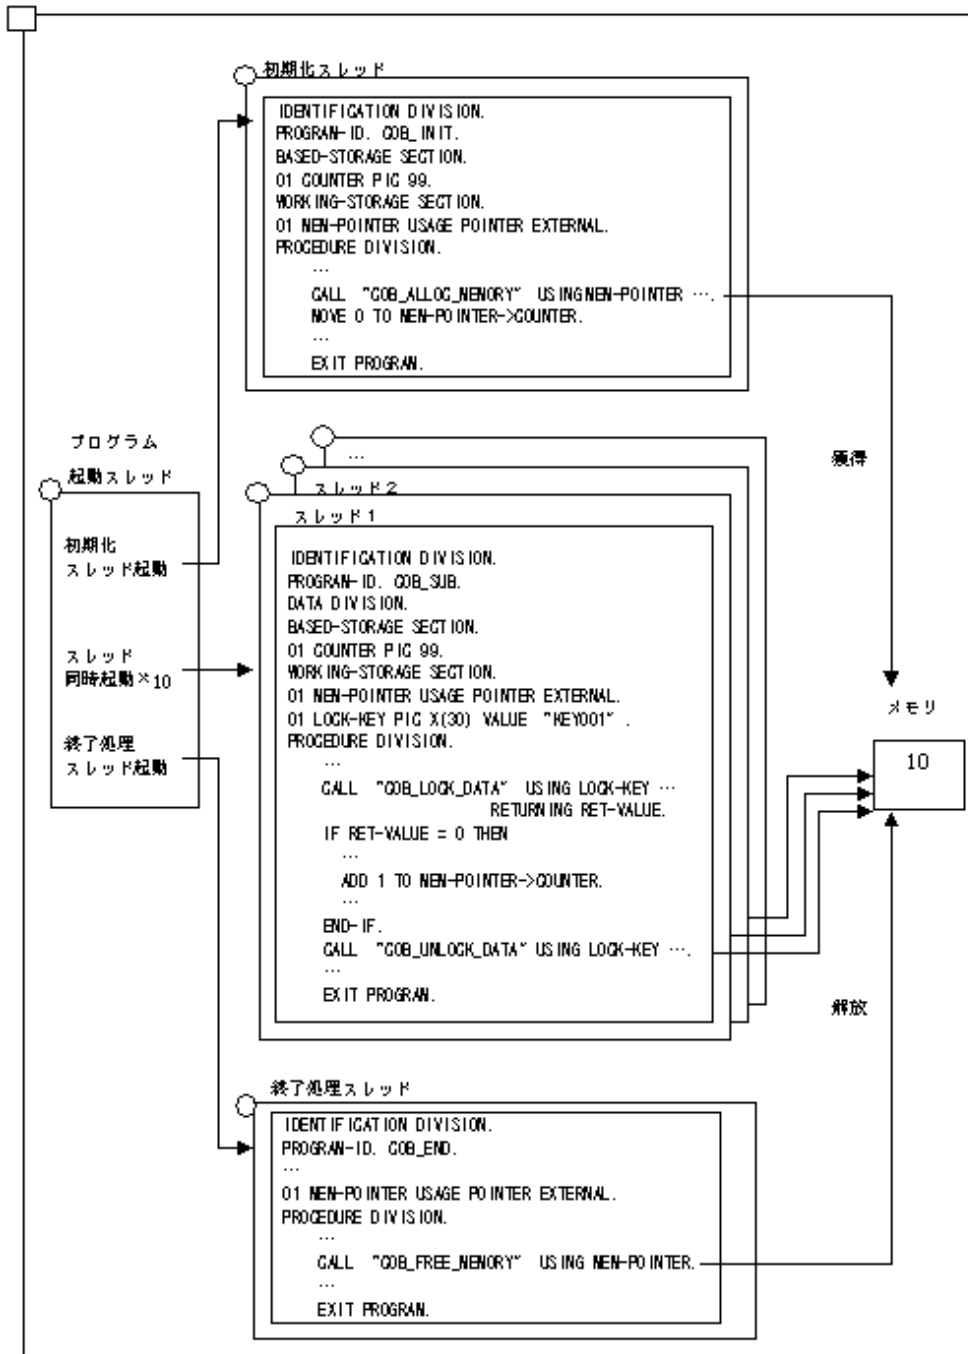 初期化スレッド
IDENTIFICATION DIVISION.
PROGRAM-ID. COB_INIT.
BASED-STORAGE SECTION.
01 COUNTER PIC 99.
WORKING-STORAGE SECTION.
01 MEM-POINTER USAGE POINTER EXTERNAL.
PROCEDURE DIVISION.
…
CALL "COB_ALLOC_MEMORY" USING MEM-POINTER ….
MOVE 0 TO MEM-POINTER->COUNTER.
…
EXIT PROGRAM.
プログラム
起動スレッド
初期化
スレッド起動
スレッド
同時起動×10
終了処理
スレッド起動
…
スレッド2
スレッド1
IDENTIFICATION DIVISION.
PROGRAM-ID. COB_SUB.
DATA DIVISION.
BASED-STORAGE SECTION.
01 COUNTER PIC 99.
WORKING-STORAGE SECTION.
01 MEM-POINTER USAGE POINTER EXTERNAL.
01 LOCK-KEY PIC X(30) VALUE "KEY001".
PROCEDURE DIVISION.
…
CALL "COB_LOCK_DATA" USING LOCK-KEY …
RETURNING RET-VALUE.
IF RET-VALUE = 0 THEN
…
ADD 1 TO MEM-POINTER->COUNTER.
…
END-IF.
CALL "COB_UNLOCK_DATA" USING LOCK-KEY ….
…
EXIT PROGRAM.
獲得
メモリ
10
解放
終了処理スレッド
IDENTIFICATION DIVISION.
PROGRAM-ID. COB_END.
…
01 MEM-POINTER USAGE POINTER EXTERNAL.
PROCEDURE DIVISION.
…
CALL "COB_FREE_MEMORY" USING MEM-POINTER.
…
EXIT PROGRAM.